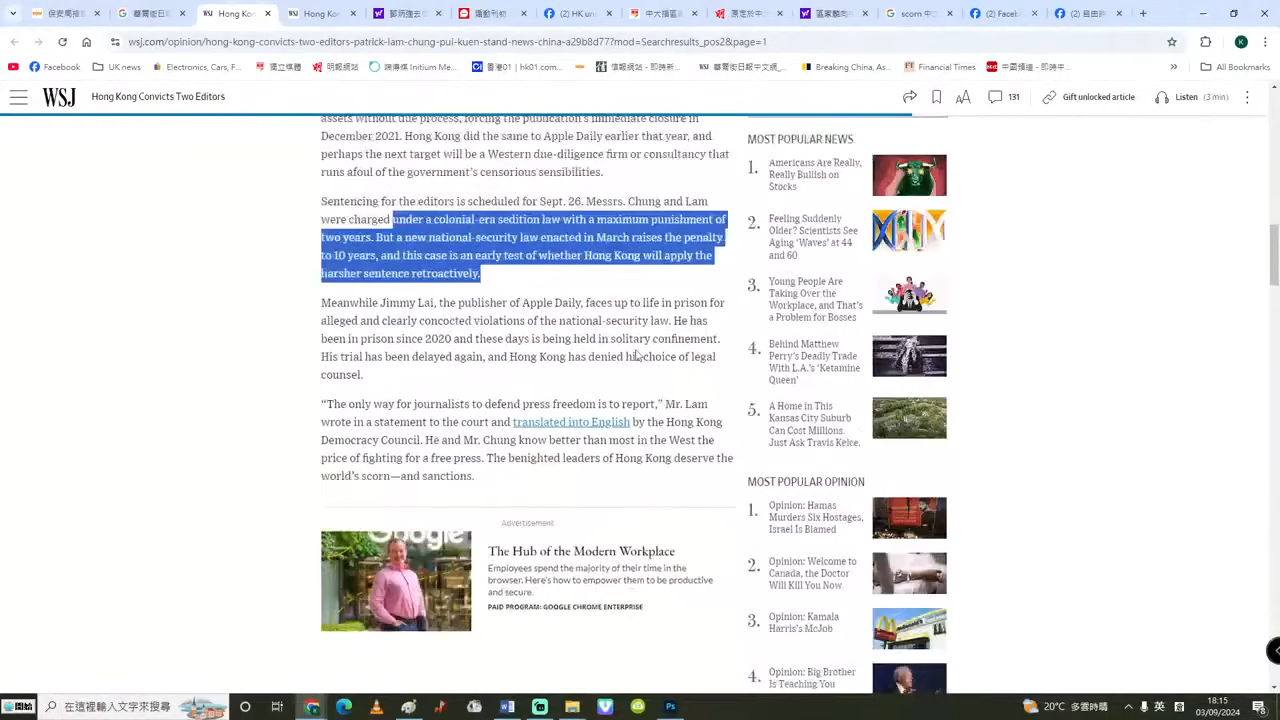 WSJ Hong Ko
wsj.com/opinion/hong-kong-convicts-two-editors-patrick-lam-chung-pui-kuen-stand-news-china-a29b8d77?mod=Searchresults_pos2&page=1
Facebook
UK news
Electronics, Cars, F...
獨立媒體
明報網站
端傳媒 Initium Me...
香港01 | hk01.com...
信報網站 - 即時新...
華爾街日報中文網_...
Breaking China, As...
Financial Times
All Bookmarks
WSJ
Hong Kong Convicts Two Editors
131
Gift unlocked article
Listen (3 min)
assets without due process, forcing the publication's immediate closure in
December 2021. Hong Kong did the same to Apple Daily earlier that year, and
perhaps the next target will be a Western due-diligence firm or consultancy that
runs afoul of the government's censorious sensibilities.
Sentencing for the editors is scheduled for Sept. 26. Messrs. Chung and Lam
were charged under a colonial-era sedition law with a maximum punishment of
two years. But a new national-security law enacted in March raises the penalty
to 10 years, and this case is an early test of whether Hong Kong will apply the
harsher sentence retroactively.
Meanwhile Jimmy Lai, the publisher of Apple Daily, faces up to life in prison for
alleged and clearly concocted violations of the national-security law. He has
been in prison since 2020 and these days is being held in solitary confinement.
His trial has been delayed again, and Hong Kong has denied his choice of legal
counsel.
“The only way for journalists to defend press freedom is to report,” Mr. Lam
wrote in a statement to the court and translated into English by the Hong Kong
Democracy Council. He and Mr. Chung know better than most in the West the
price of fighting for a free press. The benighted leaders of Hong Kong deserve the
world's scorn—and sanctions.
Advertisement
Google
The Hub of the Modern Workplace
Employees spend the majority of their time in the
browser. Here's how to empower them to be productive
and secure.
PAID PROGRAM: GOOGLE CHROME ENTERPRISE
MOST POPULAR NEWS
1.
Americans Are Really,
Really Bullish on
Stocks
2.
Feeling Suddenly
Older? Scientists See
Aging ‘Waves’ at 44
and 60
3.
Young People Are
Taking Over the
Workplace, and That's
a Problem for Bosses
4.
Behind Matthew
Perry's Deadly Trade
With L.A.'s ‘Ketamine
Queen’
5.
A Home in This
Kansas City Suburb
Can Cost Millions.
Just Ask Travis Kelce.
MOST POPULAR OPINION
1.
Opinion: Hamas
Murders Six Hostages,
Israel Is Blamed
2.
Opinion: Welcome to
Canada, the Doctor
Will Kill You Now
3.
Opinion: Kamala
Harris's McJob
4.
Opinion: Big Brother
Is Teaching You
開始
在這裡輸入文字來搜尋
20°C 多雲時晴
英
18:15
03/09/2024